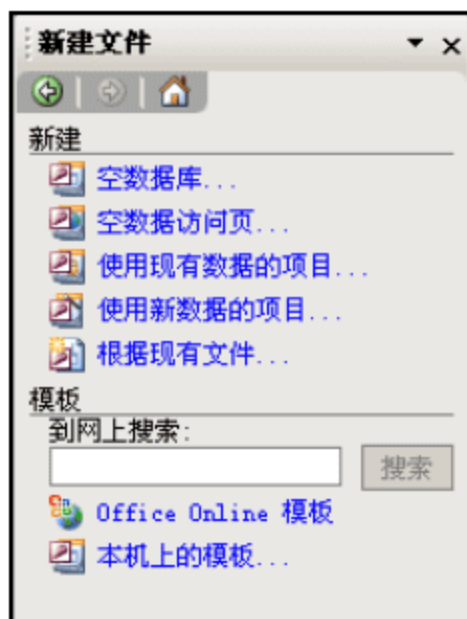 新建文件
新建
空数据库...
空数据访问页...
使用现有数据的项目...
使用新数据的项目...
根据现有文件...
模板
到网上搜索:
搜索
Office Online 模板
本机上的模板...